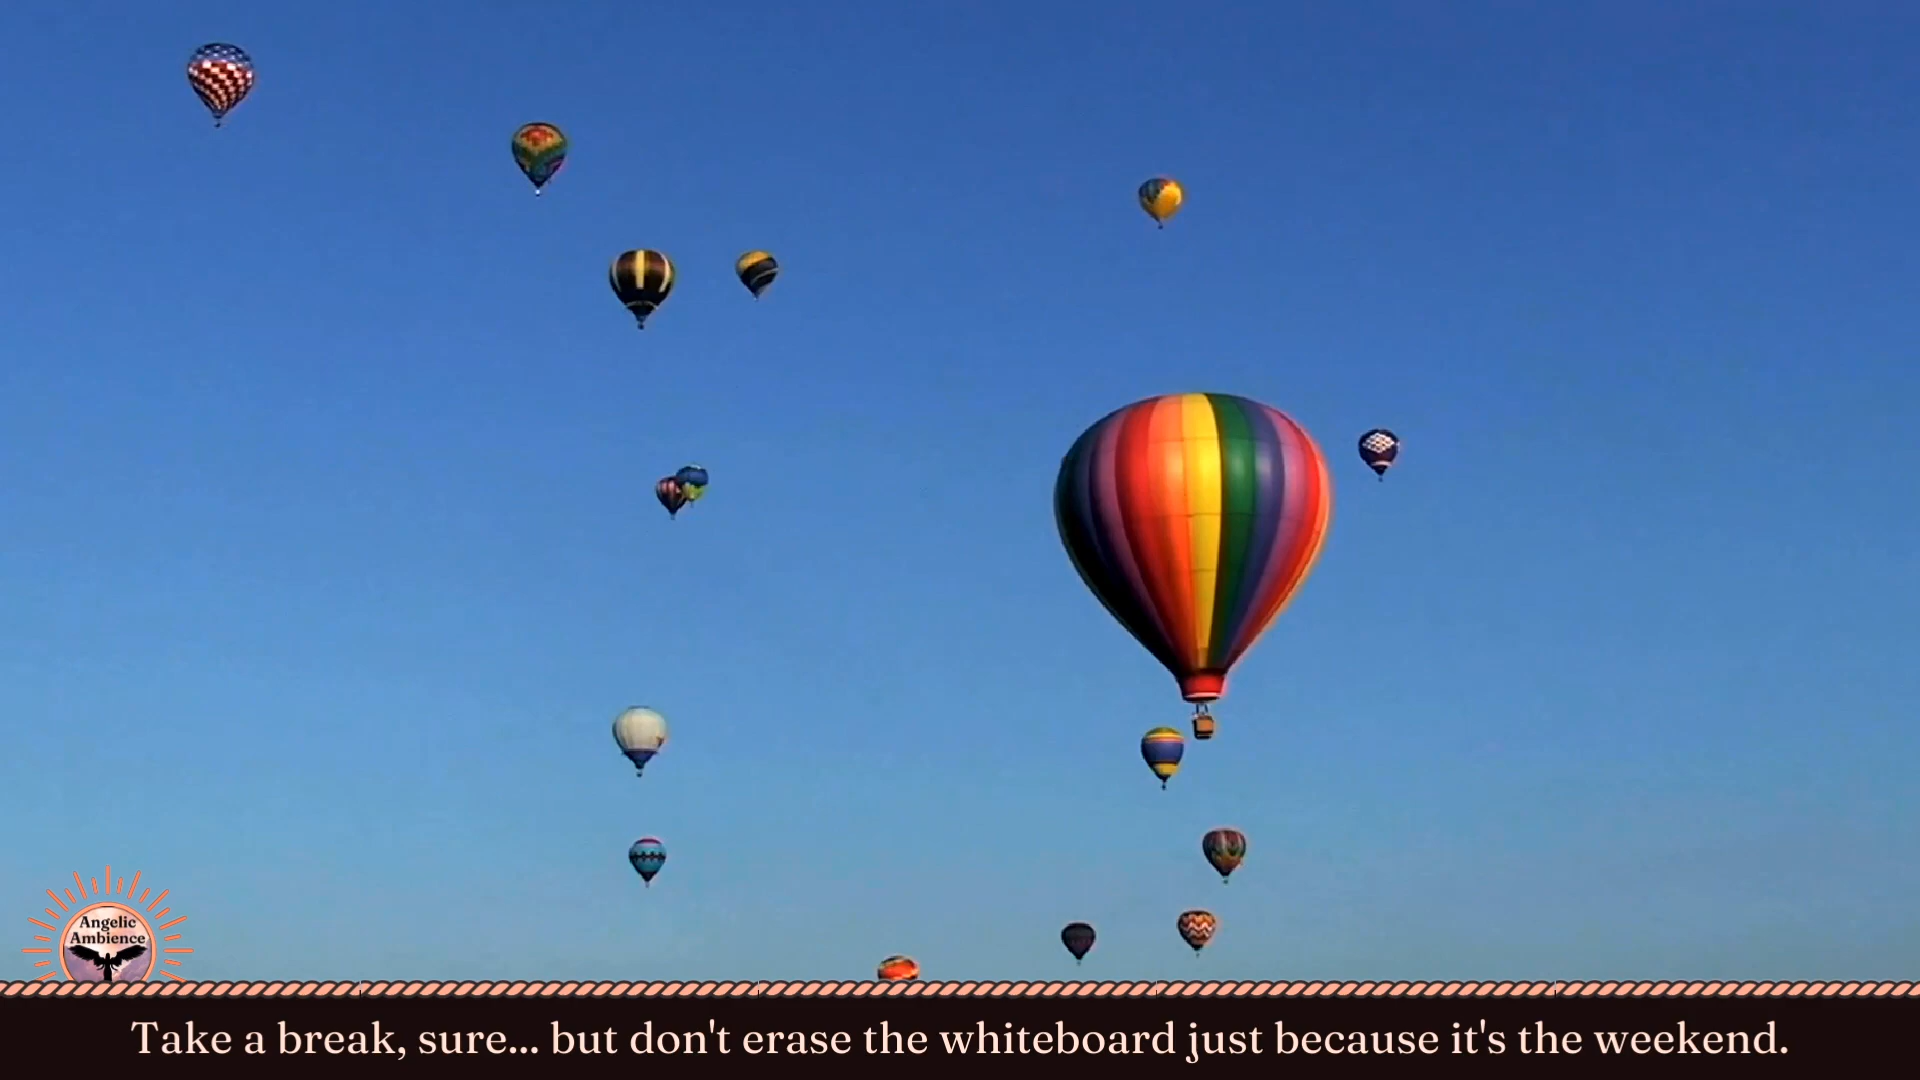 Angelic
Ambience
Take a break, sure... but don't erase the whiteboard just because it's the weekend.